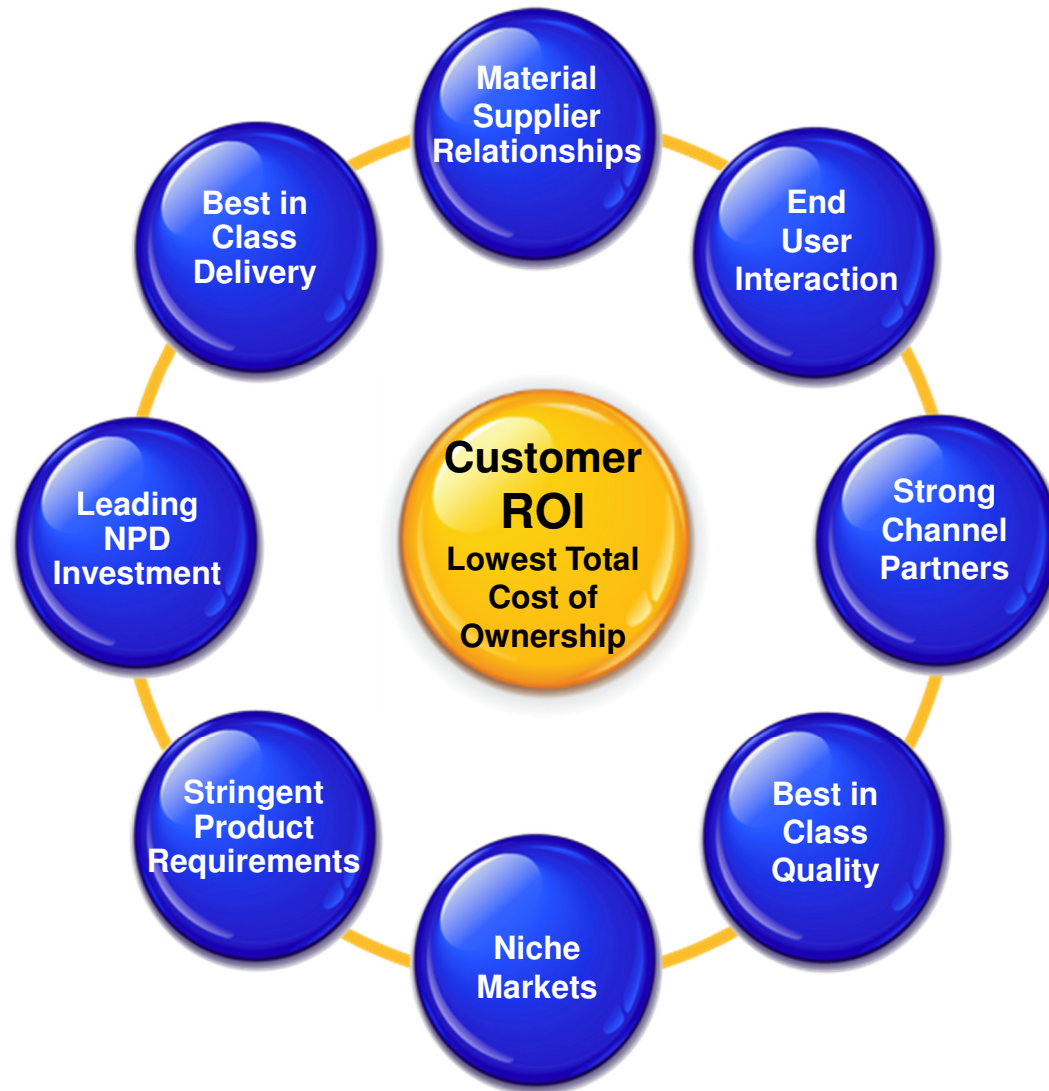 Material
Supplier
Relationships
End
User
Interaction
Strong
Channel
Partners
Best in
Class
Quality
Niche
Markets
Stringent
Product
Requirements
Leading
NPD
Investment
Best in
Class
Delivery
Customer
ROI
Lowest Total
Cost of
Ownership